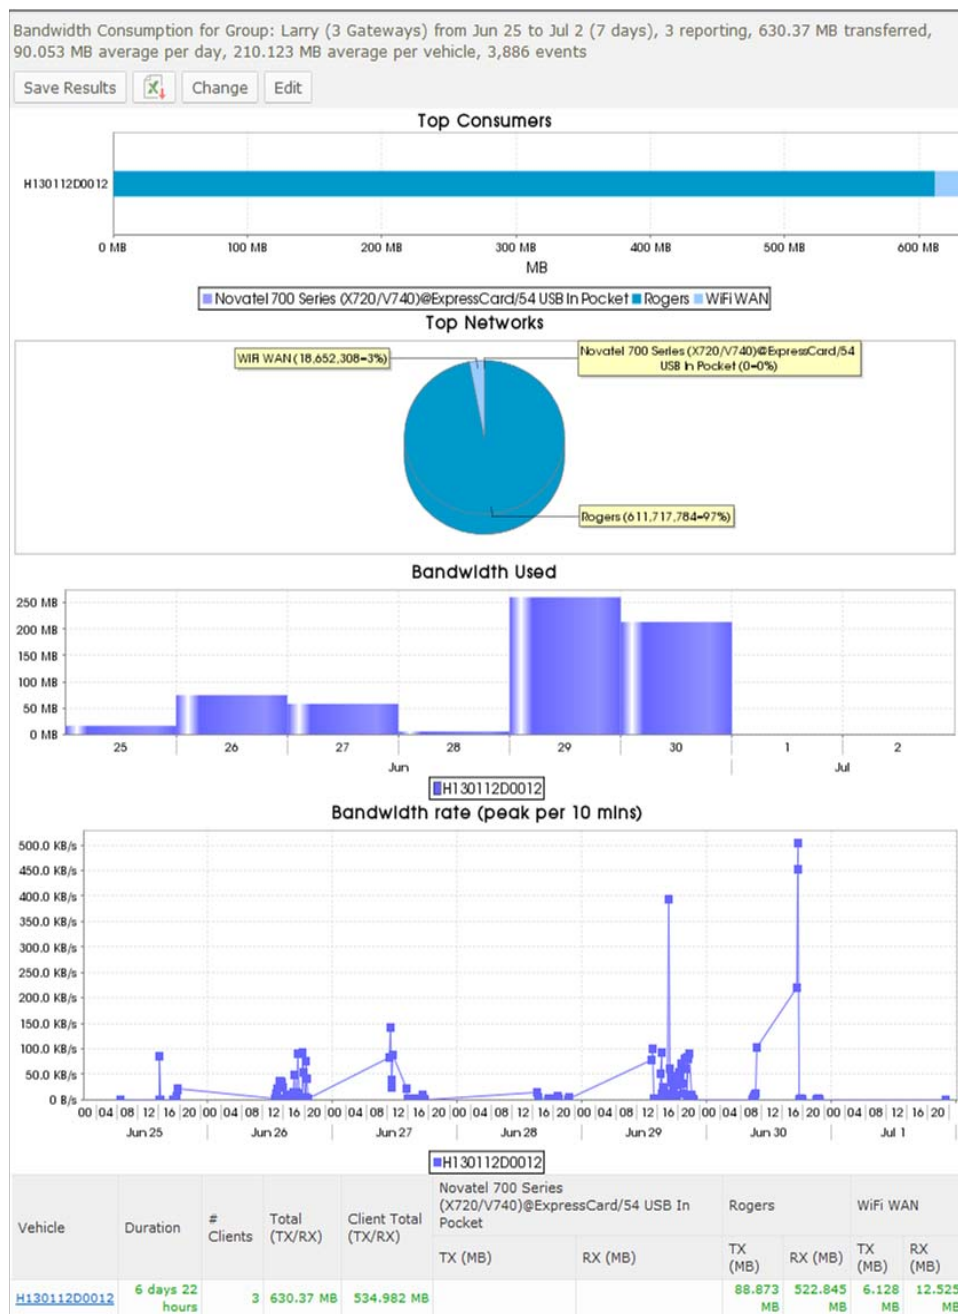 Bandwidth Consumption for Group: Larry (3 Gateways) from Jun 25 to Jul 2 (7 days), 3 reporting, 630.37 MB transferred,
90.053 MB average per day, 210.123 MB average per vehicle, 3,886 events
Save Results Change Edit
Top Consumers
H130112D0012
0 MB 100 MB 200 MB 300 MB 400 MB 500 MB 600 MB
MB
Novatel 700 Series (X720/V740)@ExpressCard/54 USB In Pocket Rogers WiFi WAN
Top Networks
WiFi WAN (18,652,308=3%)
Novatel 700 Series (X720/V740)@ExpressCard/54
USB In Pocket (0=0%)
Rogers (611,717,784=97%)
Bandwidth Used
250 MB
200 MB
150 MB
100 MB
50 MB
0 MB
25 26 27 28 29 30 1 2
Jun Jul
H130112D0012
Bandwidth rate (peak per 10 mins)
500.0 KB/s
450.0 KB/s
400.0 KB/s
350.0 KB/s
300.0 KB/s
250.0 KB/s
200.0 KB/s
150.0 KB/s
100.0 KB/s
50.0 KB/s
0 B/s
00 04 08 12 16 20 00 04 08 12 16 20 00 04 08 12 16 20 00 04 08 12 16 20 00 04 08 12 16 20 00 04 08 12 16 20 00 04 08 12 16 20
Jun 25 Jun 26 Jun 27 Jun 28 Jun 29 Jun 30 Jul 1
H130112D0012
Vehicle Duration # Clients Total (TX/RX) Client Total (TX/RX) Novatel 700 Series (X720/V740)@ExpressCard/54 USB In Pocket Rogers WiFi WAN
TX (MB) RX (MB) TX (MB) RX (MB) TX (MB) RX (MB)
H130112D0012 6 days 22 hours 3 630.37 MB 534.982 MB 88.873 MB 522.845 MB 6.128 MB 12.525 MB